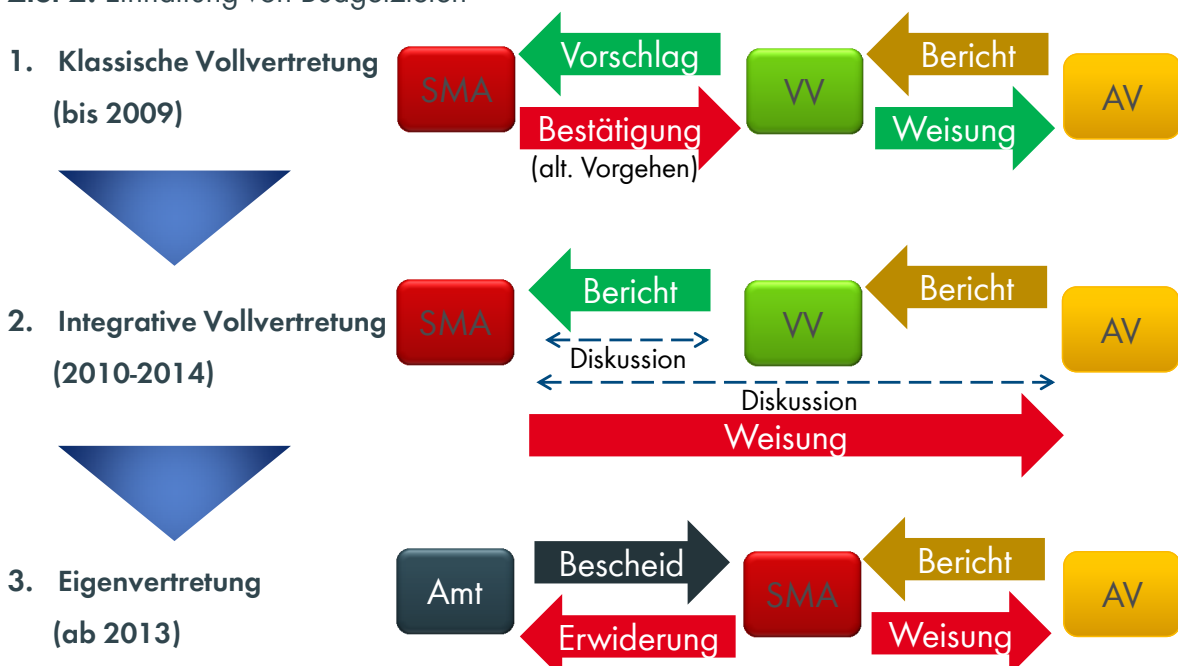 1. Klassische Vollvertretung
(bis 2009)
SMA
Vorschlag
Bestätigung
(alt. Vorgehen)
VV
Bericht
Weisung
AV
2. Integrative Vollvertretung
(2010-2014)
SMA
Bericht
Diskussion
VV
Bericht
AV
Diskussion
Weisung
3. Eigenvertretung
(ab 2013)
Amt
Bescheid
Erwiderung
SMA
Bericht
Weisung
AV